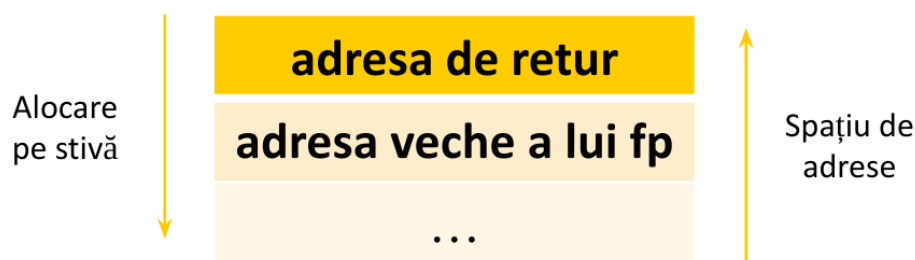 adresa de retur
Alocare
pe stivă
adresa veche a lui fp
Spațiu de
adrese
...